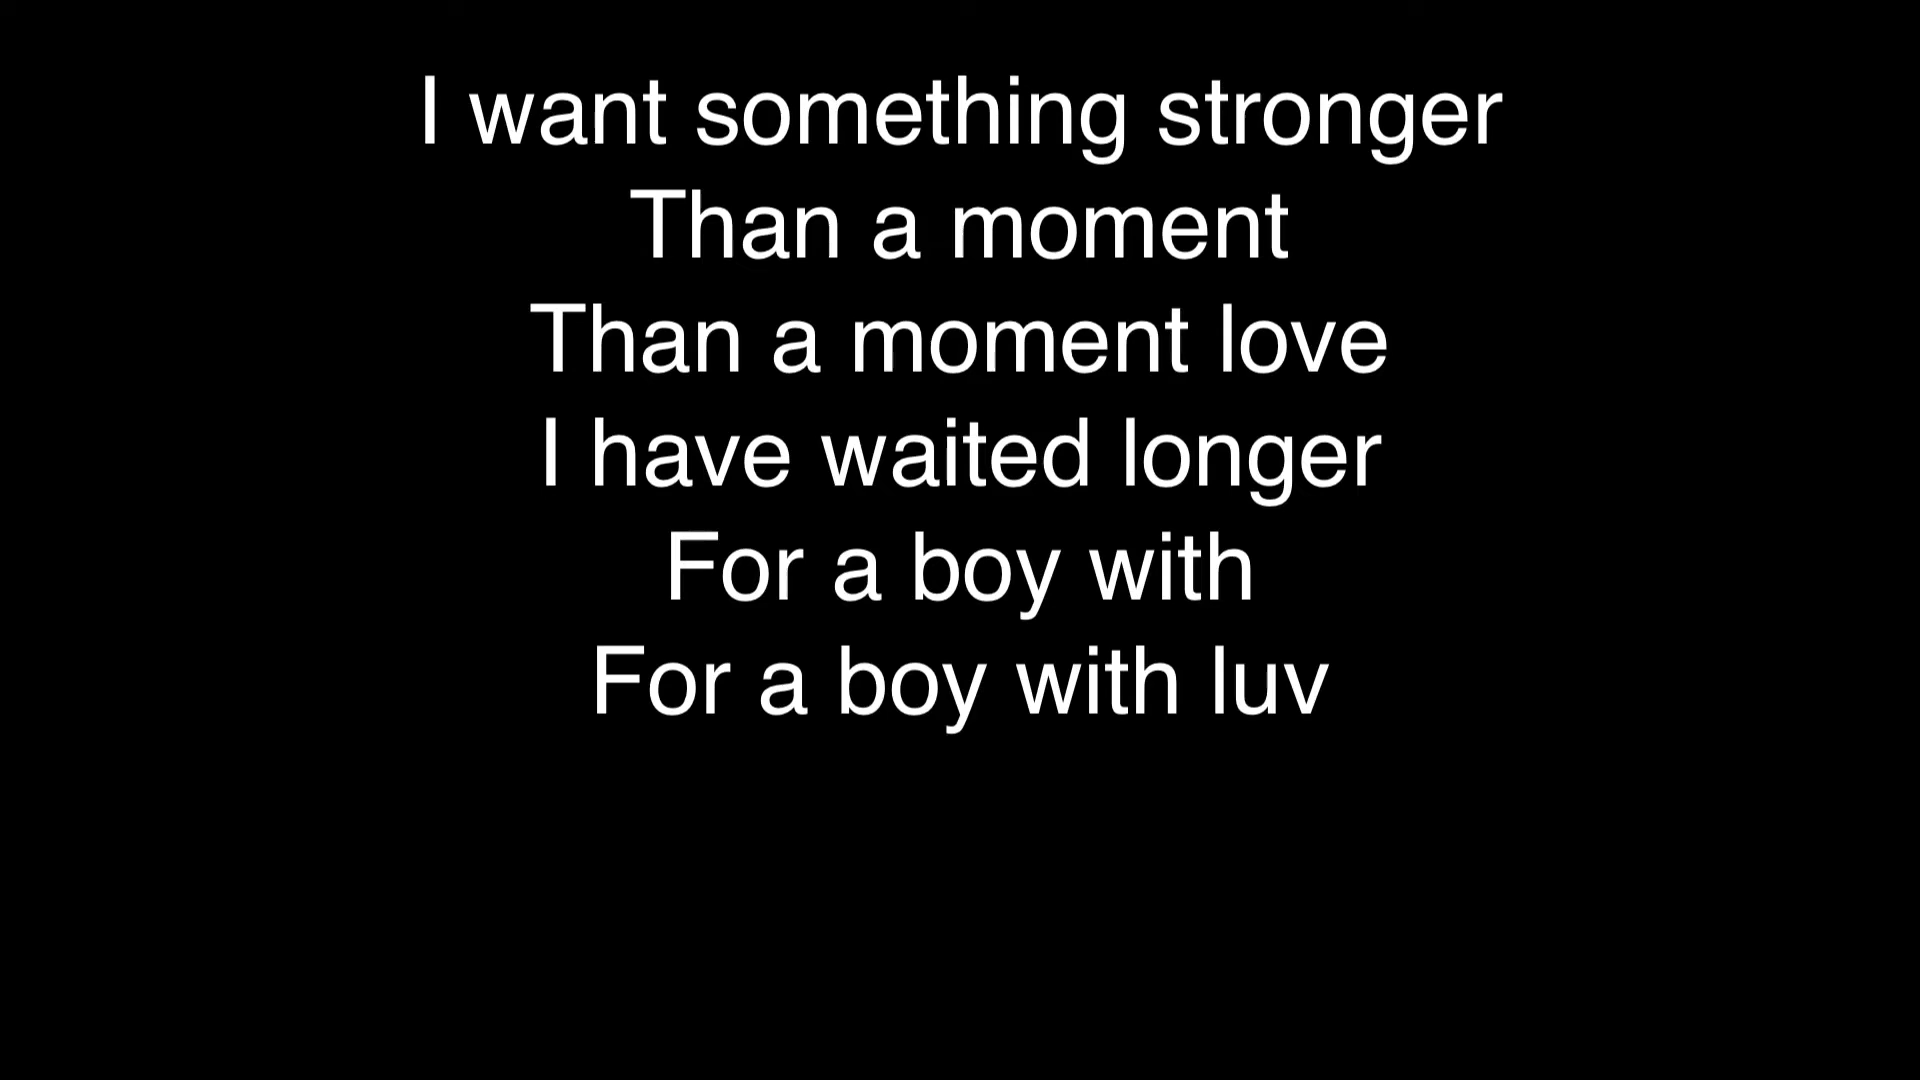 I want something stronger
Than a moment
Than a moment love
I have waited longer
For a boy with
For a boy with luv